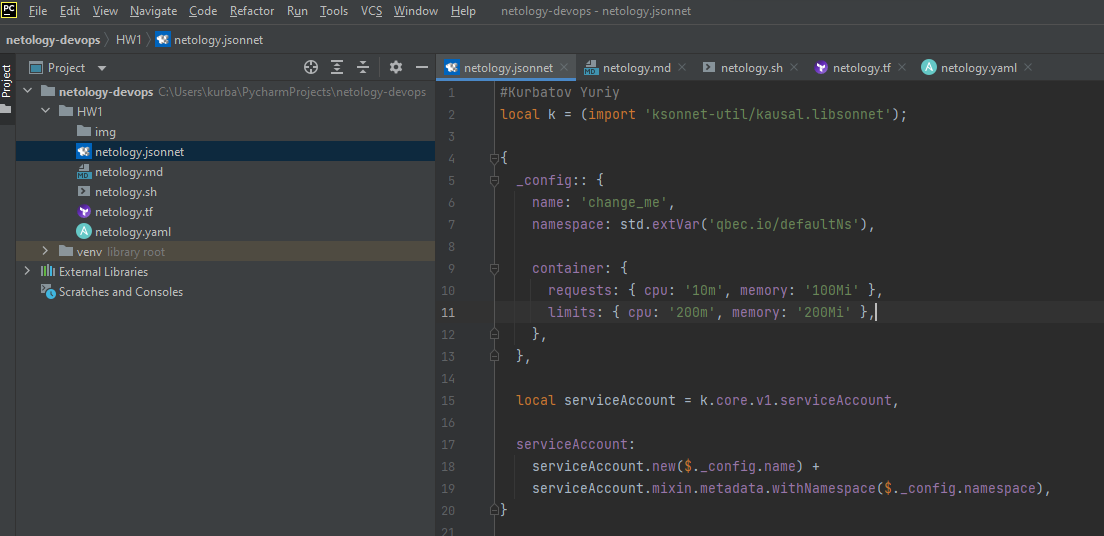 PC File Edit View Navigate Code Refactor Run Tools VCS Window Help netology-devops - netology.jsonnet
netology-devops HW1 netology.jsonnet
Project
Project
netology-devops C:\Users\kurba\PycharmProjects\netology-devops
HW1
img
netology.jsonnet
MD netology.md
netology.sh
netology.tf
A netology.yaml
venv library root
External Libraries
Scratches and Consoles
netology.jsonnet MD netology.md netology.sh netology.tf A netology.yaml
1 #Kurbatov Yuriy
2 local k = (import 'ksonnet-util/kausal.libsonnet');
3
4 {
5   _config:: {
6     name: 'change_me',
7     namespace: std.extVar('qbec.io/defaultNs'),
8
9     container: {
10       requests: { cpu: '10m', memory: '100Mi' },
11       limits: { cpu: '200m', memory: '200Mi' },
12     },
13   },
14
15   local serviceAccount = k.core.v1.serviceAccount,
16
17   serviceAccount:
18     serviceAccount.new($._config.name) +
19     serviceAccount.mixin.metadata.withNamespace($._config.namespace),
20 }
21